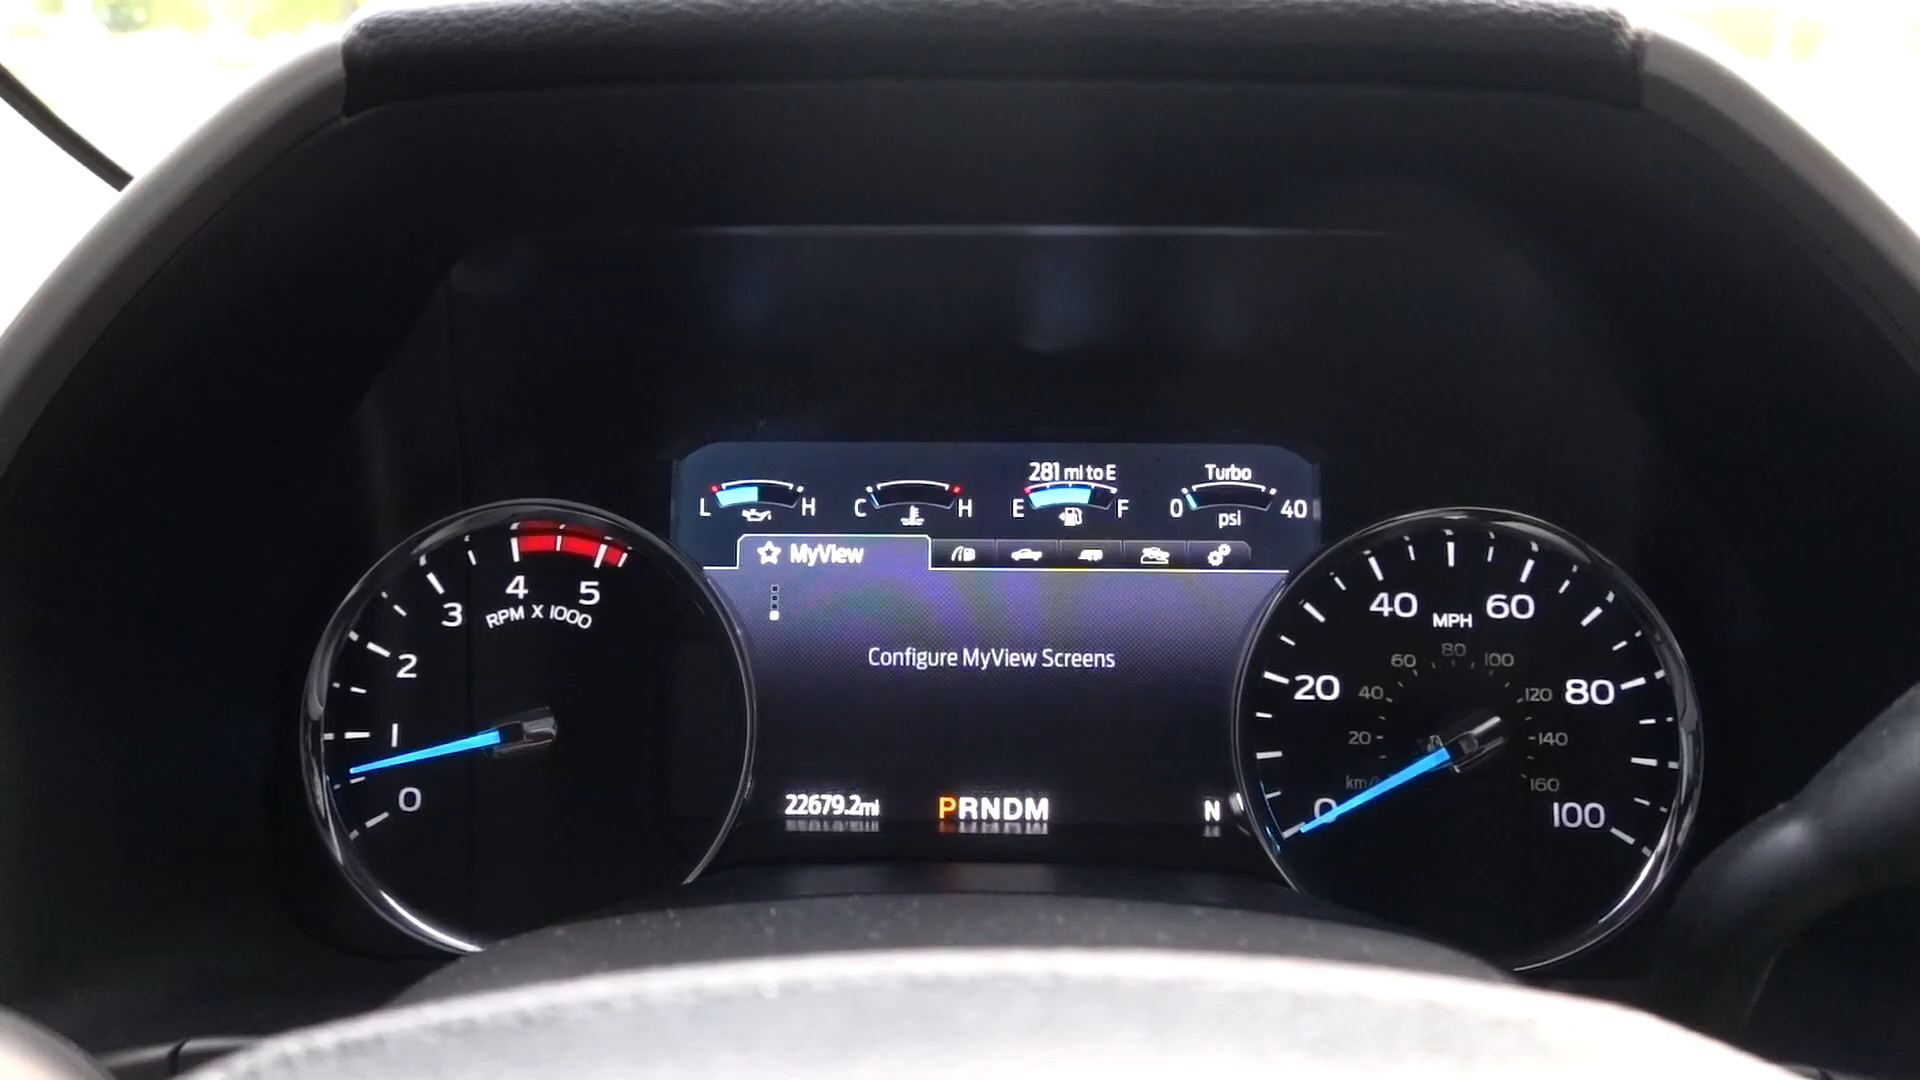 281 mi to E
Turbo
L H
C H
E F
0 40
psi
MyView
4 5
3
RPM X 1000
2
1
0
Configure MyView Screens
40 60
MPH
80
60 100
20 80
40 120
20 140
km/h 160
0 100
22679.2mi
PRNDM
N